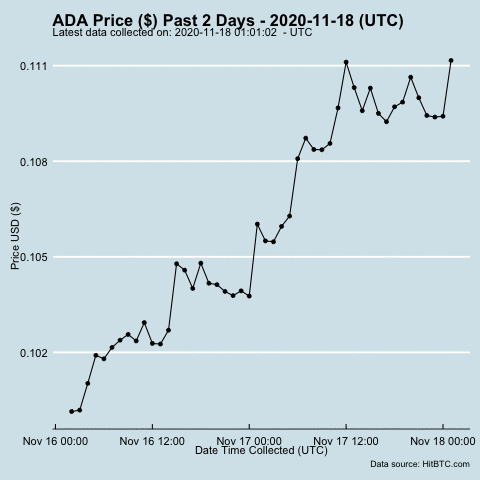 ADA Price ($) Past 2 Days - 2020-11-18 (UTC)
Latest data collected on: 2020-11-18 01:01:02  - UTC
0.111
0.108
0.105
0.102
Price USD ($)
Nov 16 00:00
Nov 16 12:00
Nov 17 00:00
Nov 17 12:00
Nov 18 00:00
Date Time Collected (UTC)
Data source: HitBTC.com